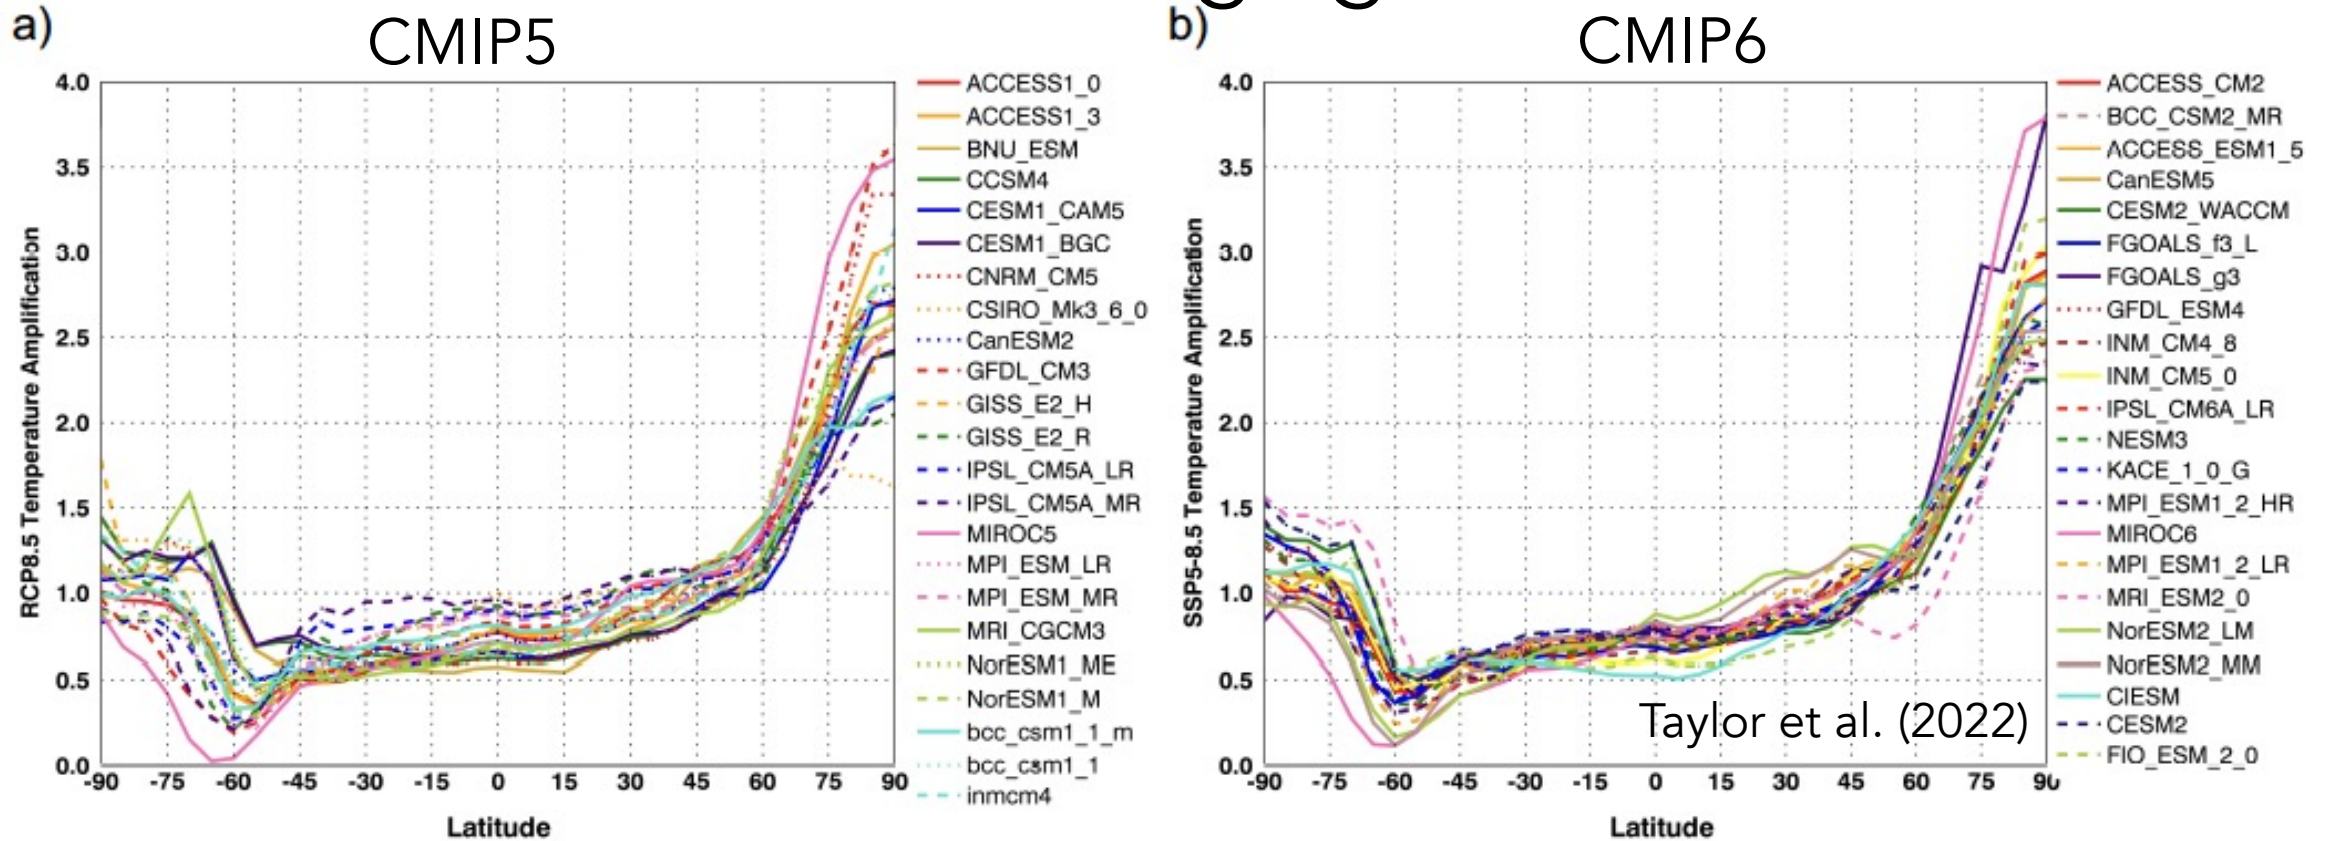 a)
CMIP5
RCP8.5 Temperature Amplification
4.0
3.5
3.0
2.5
2.0
1.5
1.0
0.5
0.0
-90 -75 -60 -45 -30 -15 0 15 30 45 60 75 90
Latitude
ACCESS1_0
ACCESS1_3
BNU_ESM
CCSM4
CESM1_CAM5
CESM1_BGC
CNRM_CM5
CSIRO_Mk3_6_0
CanESM2
GFDL_CM3
GISS_E2_H
GISS_E2_R
IPSL_CM5A_LR
IPSL_CM5A_MR
MIROC5
MPI_ESM_LR
MPI_ESM_MR
MRI_CGCM3
NorESM1_ME
NorESM1_M
bcc_csm1_1_m
bcc_csm1_1
inmcm4
b)
CMIP6
SSP5-8.5 Temperature Amplification
4.0
3.5
3.0
2.5
2.0
1.5
1.0
0.5
0.0
-90 -75 -60 -45 -30 -15 0 15 30 45 60 75 90
Latitude
Taylor et al. (2022)
ACCESS_CM2
BCC_CSM2_MR
ACCESS_ESM1_5
CanESM5
CESM2_WACCM
FGOALS_f3_L
FGOALS_g3
GFDL_ESM4
INM_CM4_8
INM_CM5_0
IPSL_CM6A_LR
NESM3
KACE_1_0_G
MPI_ESM1_2_HR
MIROC6
MPI_ESM1_2_LR
MRI_ESM2_0
NorESM2_LM
NorESM2_MM
CIESM
CESM2
FIO_ESM_2_0